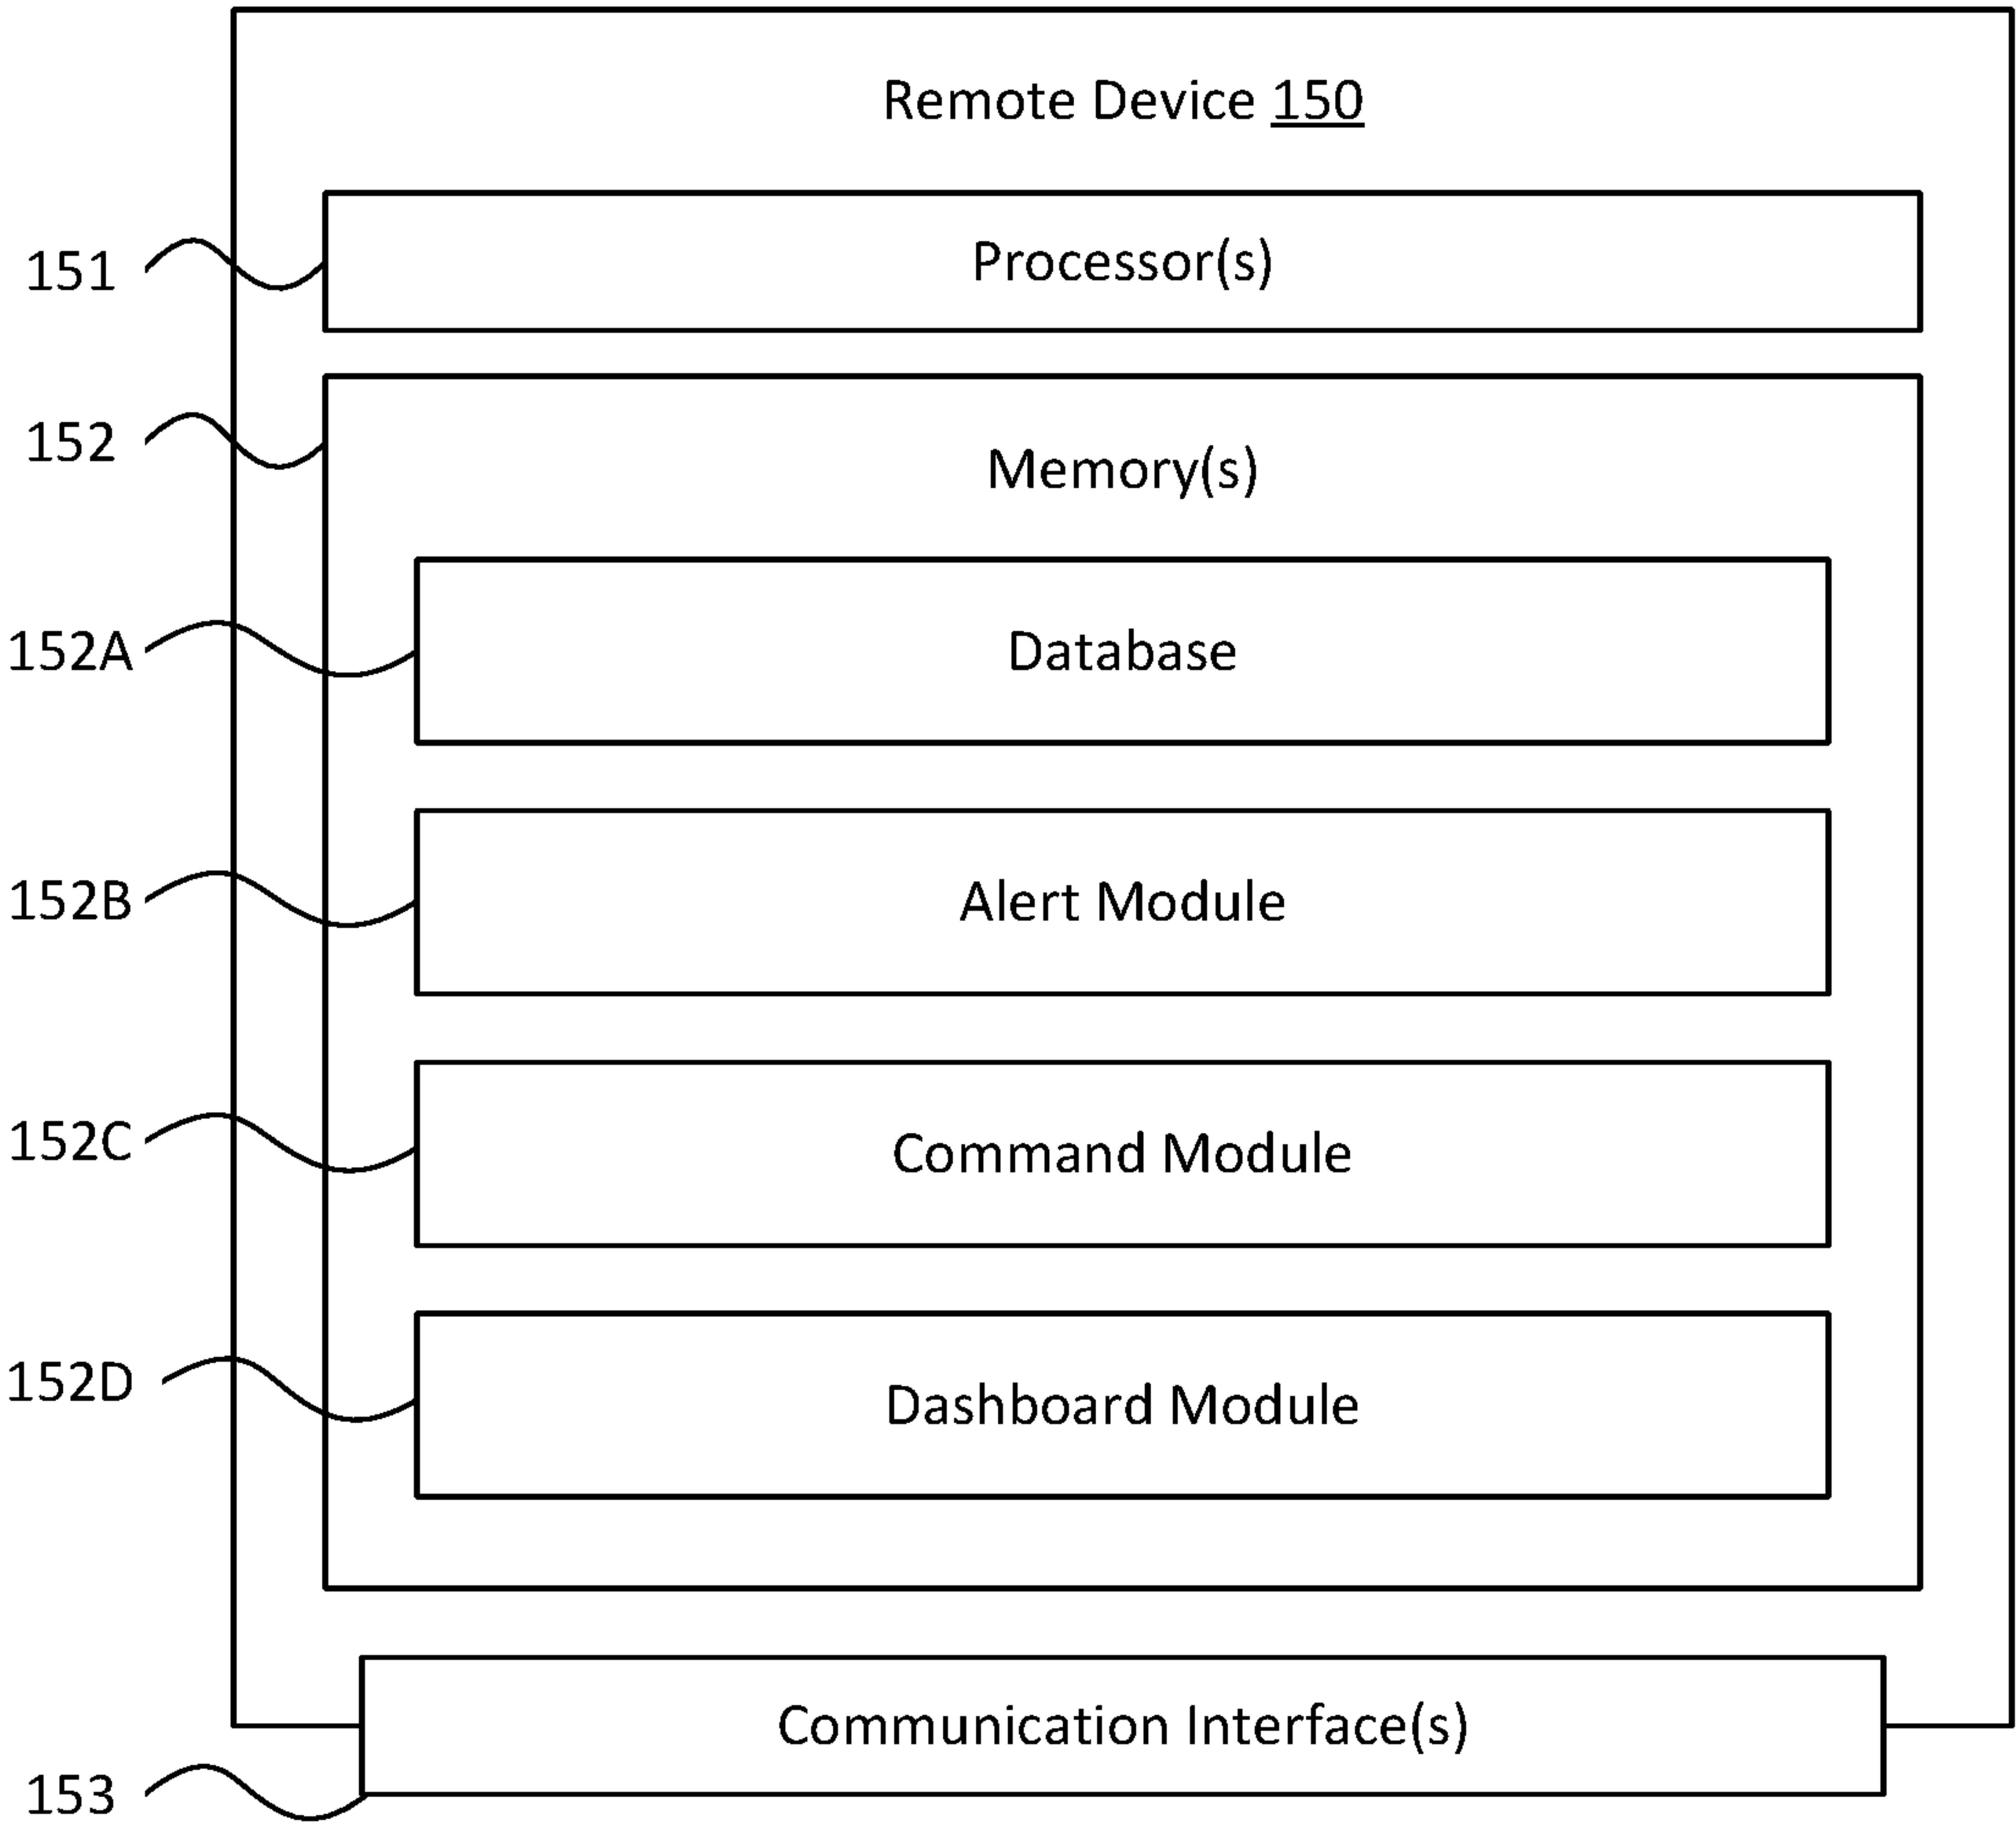 Remote Device 150
151 Processor(s)
152 Memory(s)
152A Database
152B Alert Module
152C Command Module
152D Dashboard Module
Communication Interface(s)
153